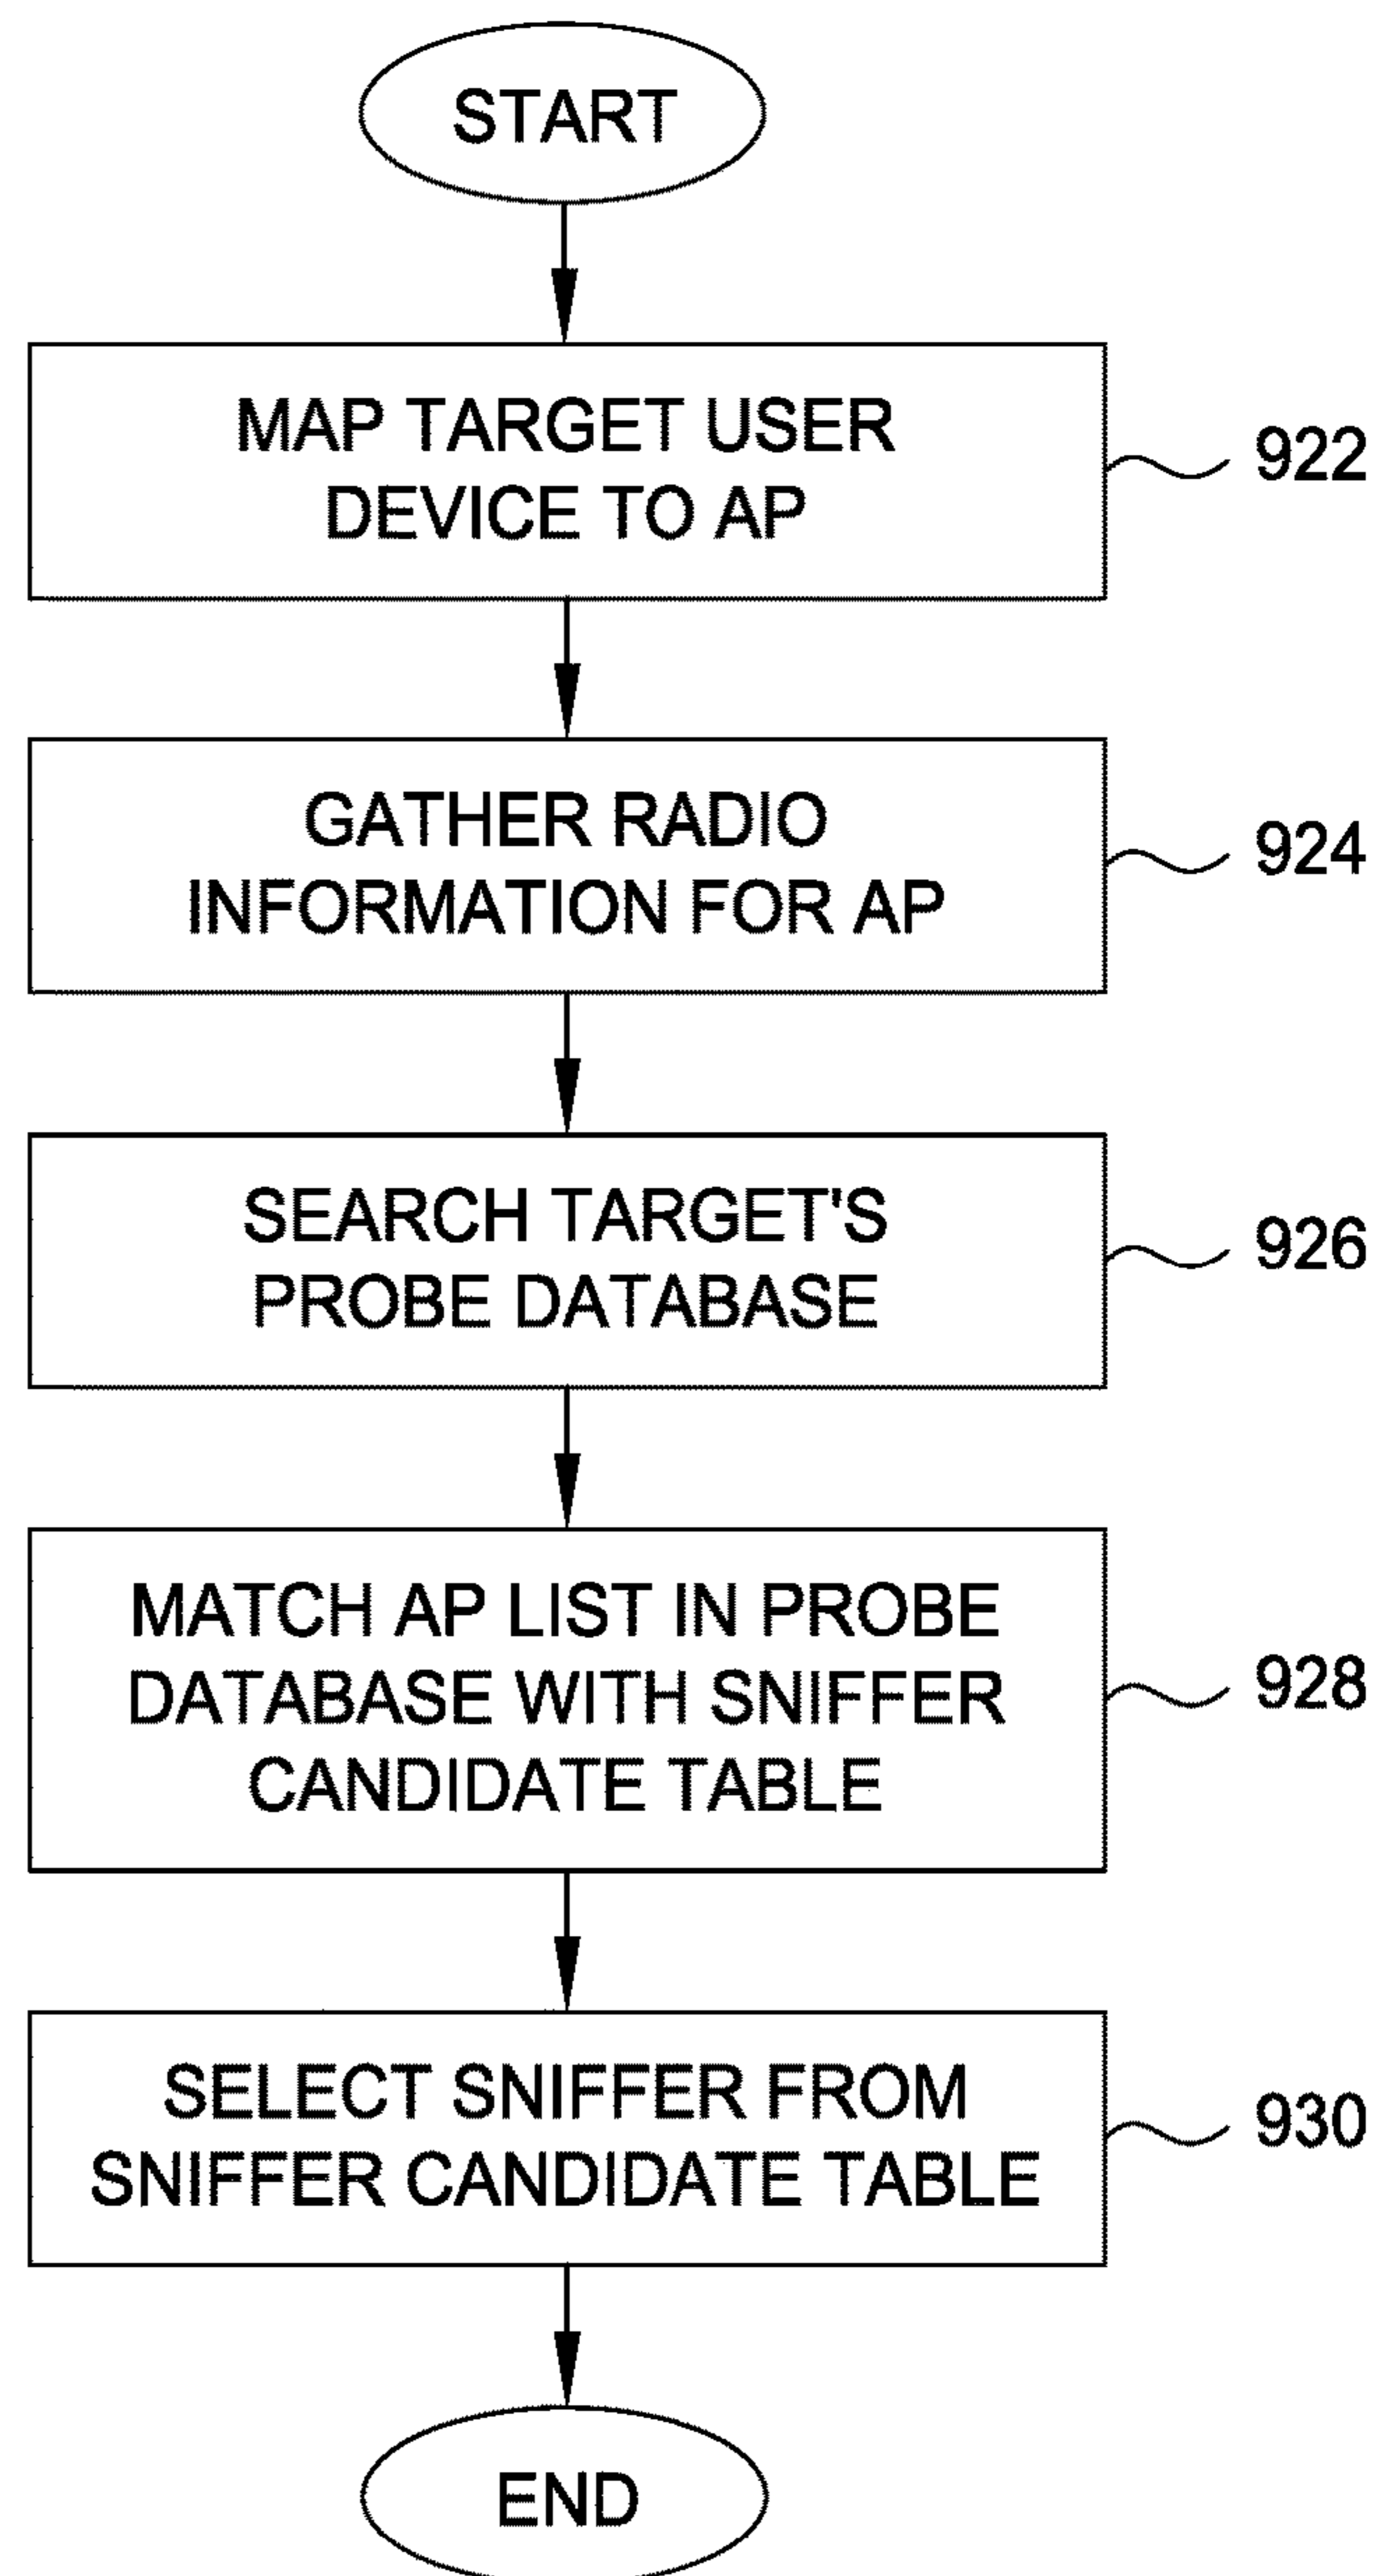 START
MAP TARGET USER
DEVICE TO AP
922
GATHER RADIO
INFORMATION FOR AP
924
SEARCH TARGET'S
PROBE DATABASE
926
MATCH AP LIST IN PROBE
DATABASE WITH SNIFFER
CANDIDATE TABLE
928
SELECT SNIFFER FROM
SNIFFER CANDIDATE TABLE
930
END